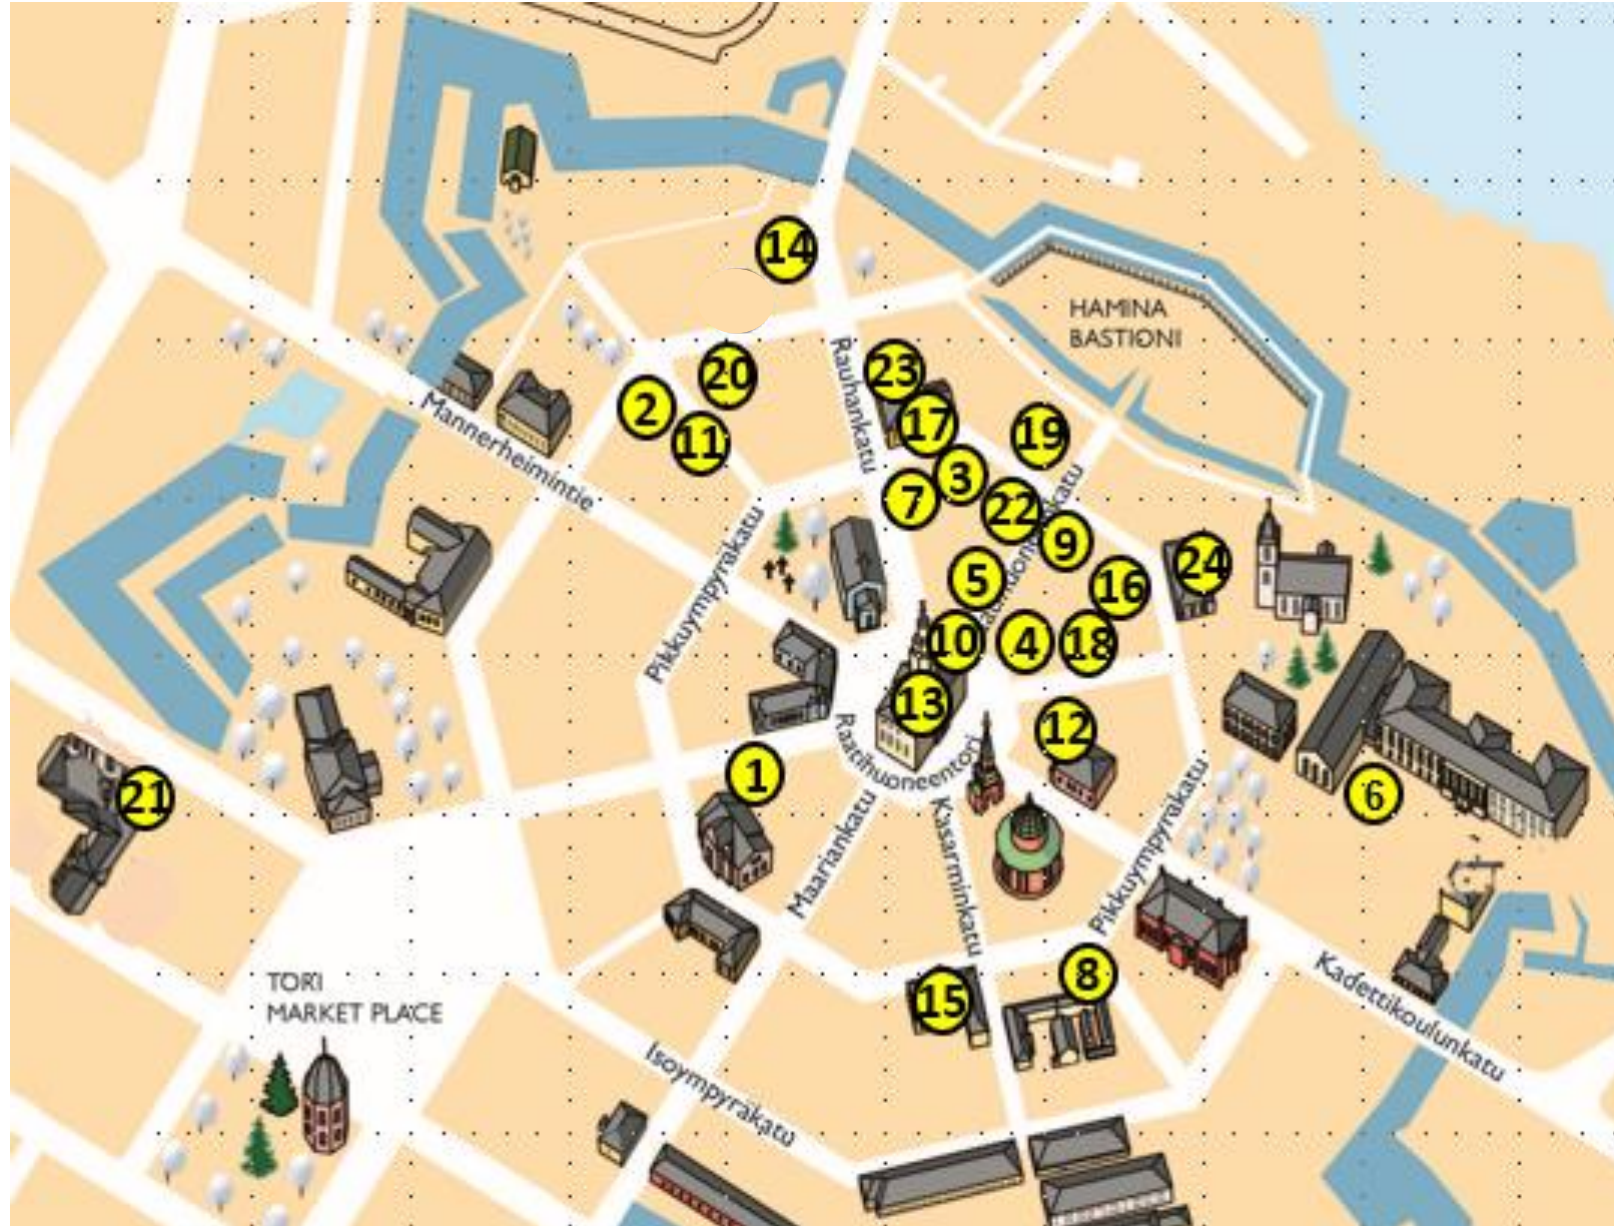 14
HAMINA
BASTIONI
Rauhankatu
23
20
2
17
11
19
Mannerheimintie
3
7
22
9
24
Pikkuympyräkatu
5
16
10
4
18
13
12
Raatihuoneentori
1
21
6
Maariankatu
Kasarminkatu
Pikkuympyräkatu
8
Kadettikoulunkatu
TORI
MARKET PLACE
15
Isoympyräkatu